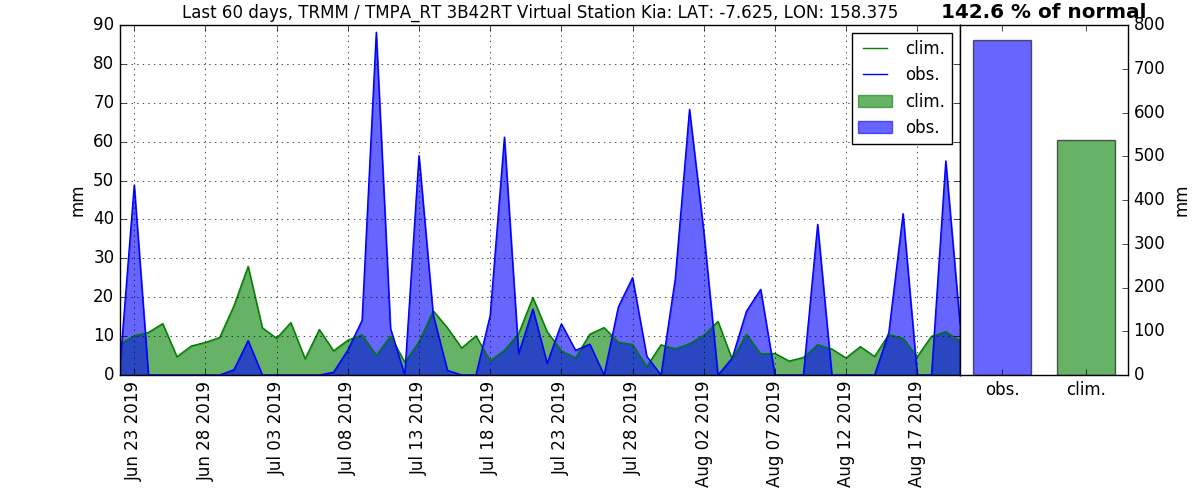 Last 60 days, TRMM / TMPA_RT 3B42RT Virtual Station Kia: LAT: -7.625, LON: 158.375
142.6 % of normal
90
80
70
60
50
40
30
20
10
0
mm
clim.
obs.
clim.
obs.
800
700
600
500
400
300
200
100
0
mm
obs.
clim.
Jun 23 2019
Jun 28 2019
Jul 03 2019
Jul 08 2019
Jul 13 2019
Jul 18 2019
Jul 23 2019
Jul 28 2019
Aug 02 2019
Aug 07 2019
Aug 12 2019
Aug 17 2019